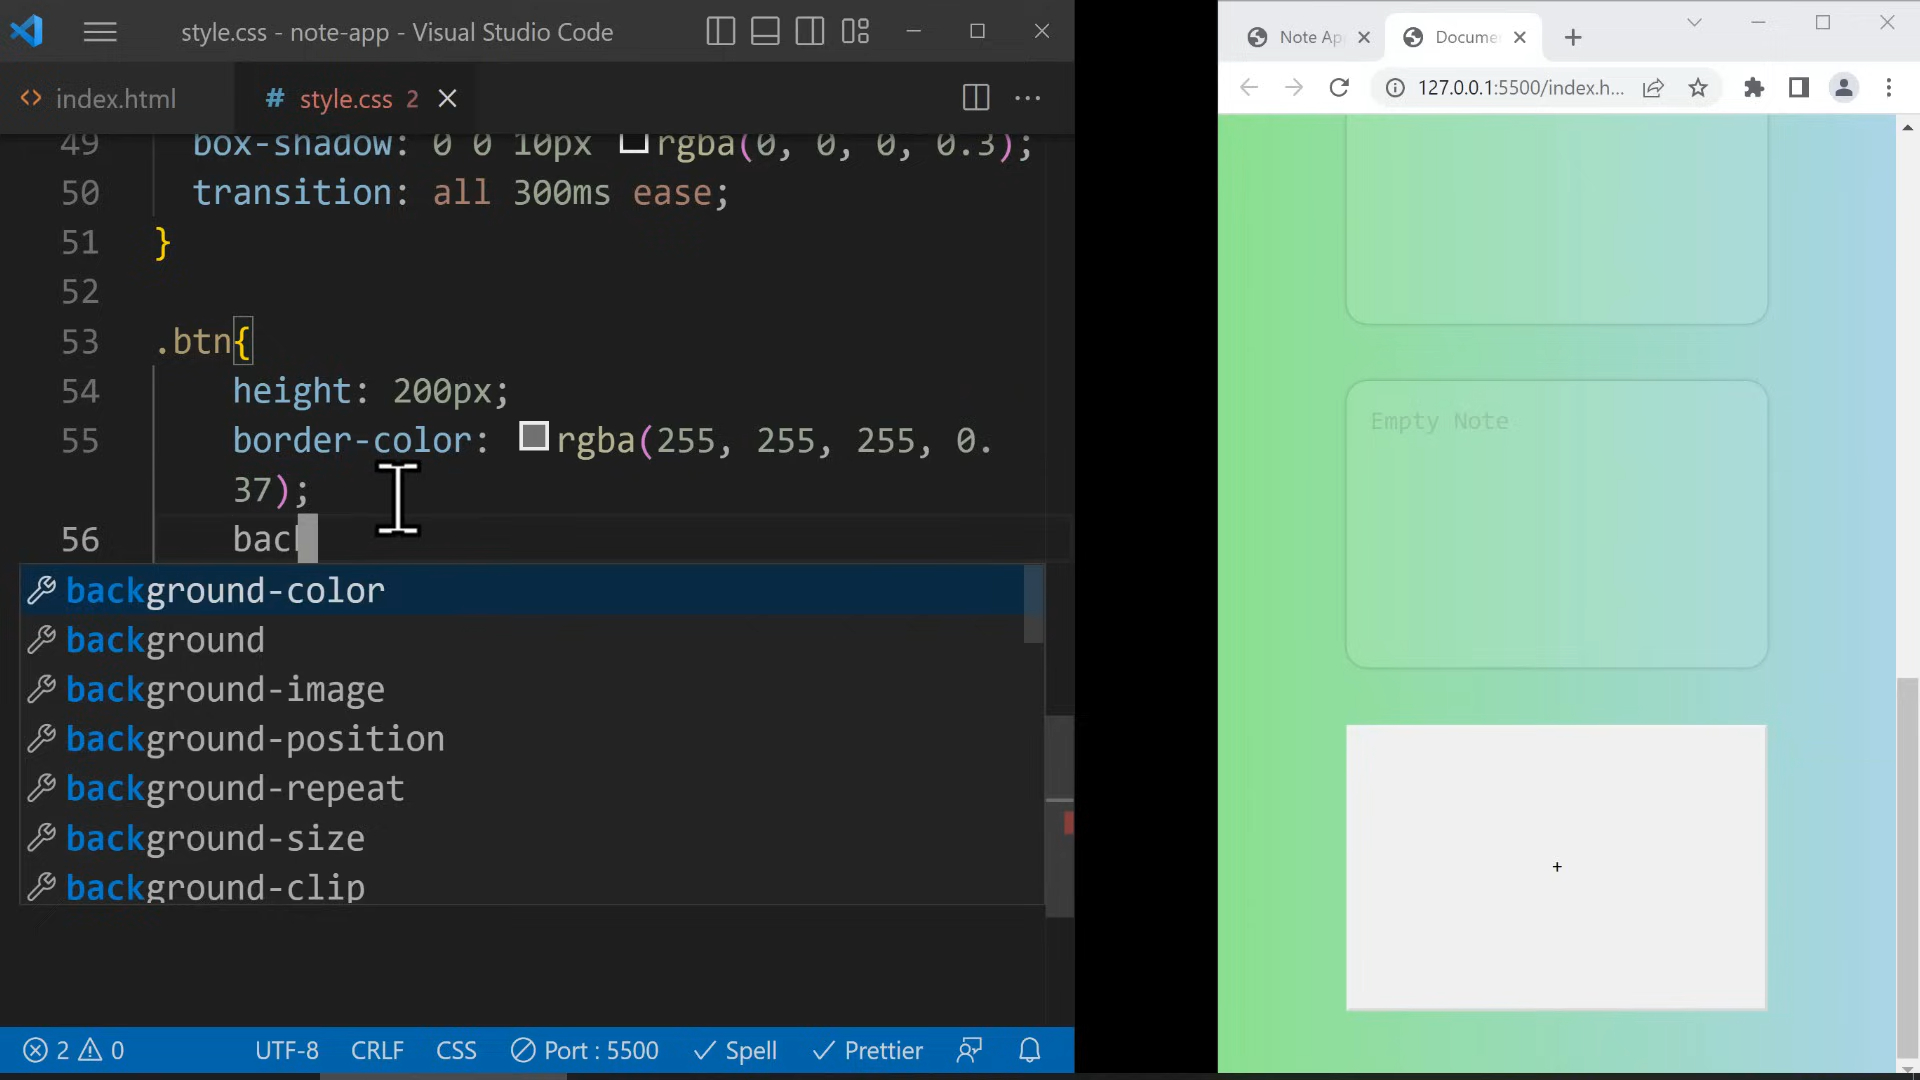 style.css - note-app - Visual Studio Code
index.html
# style.css 2
49 box-shadow: 0 0 10px rgba(0, 0, 0, 0.3);
50 transition: all 300ms ease;
51 }
52
53 .btn{
54 height: 200px;
55 border-color: rgba(255, 255, 255, 0.
37);
56 back
background-color
background
background-image
background-position
background-repeat
background-size
background-clip
2 0 UTF-8 CRLF CSS Port : 5500 Spell Prettier
Note Ap
Docume
127.0.0.1:5500/index.h...
Empty Note
+